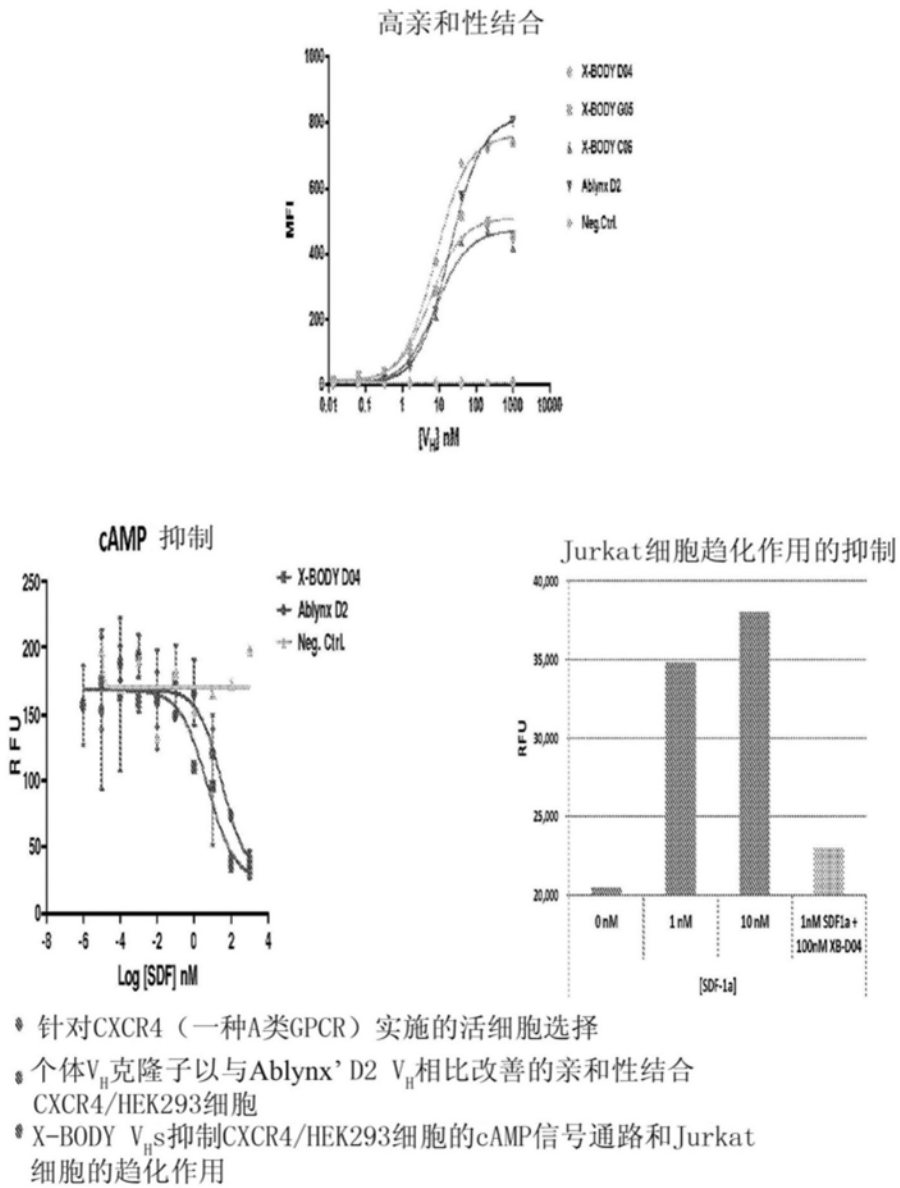 高亲和性结合
1000
800
600
400
200
0
MFI
0.01 0.1 1 10 100 1000 10000
[VH] nM
X-BODY D04
X-BODY G05
X-BODY C06
Ablynx D2
Neg.Ctrl.
cAMP 抑制
250
200
150
100
50
0
RFU
-8 -6 -4 -2 0 2 4
Log [SDF] nM
X-BODY D04
Ablynx D2
Neg. Ctrl.
Jurkat细胞趋化作用的抑制
40,000
35,000
30,000
25,000
20,000
RFU
0 nM 1 nM 10 nM 1nM SDF1a +
100nM XB-D04
[SDF-1a]
针对CXCR4（一种A类GPCR）实施的活细胞选择
个体VH克隆子以与Ablynx’ D2 VH相比改善的亲和性结合
CXCR4/HEK293细胞
X-BODY VHs抑制CXCR4/HEK293细胞的cAMP信号通路和Jurkat
细胞的趋化作用